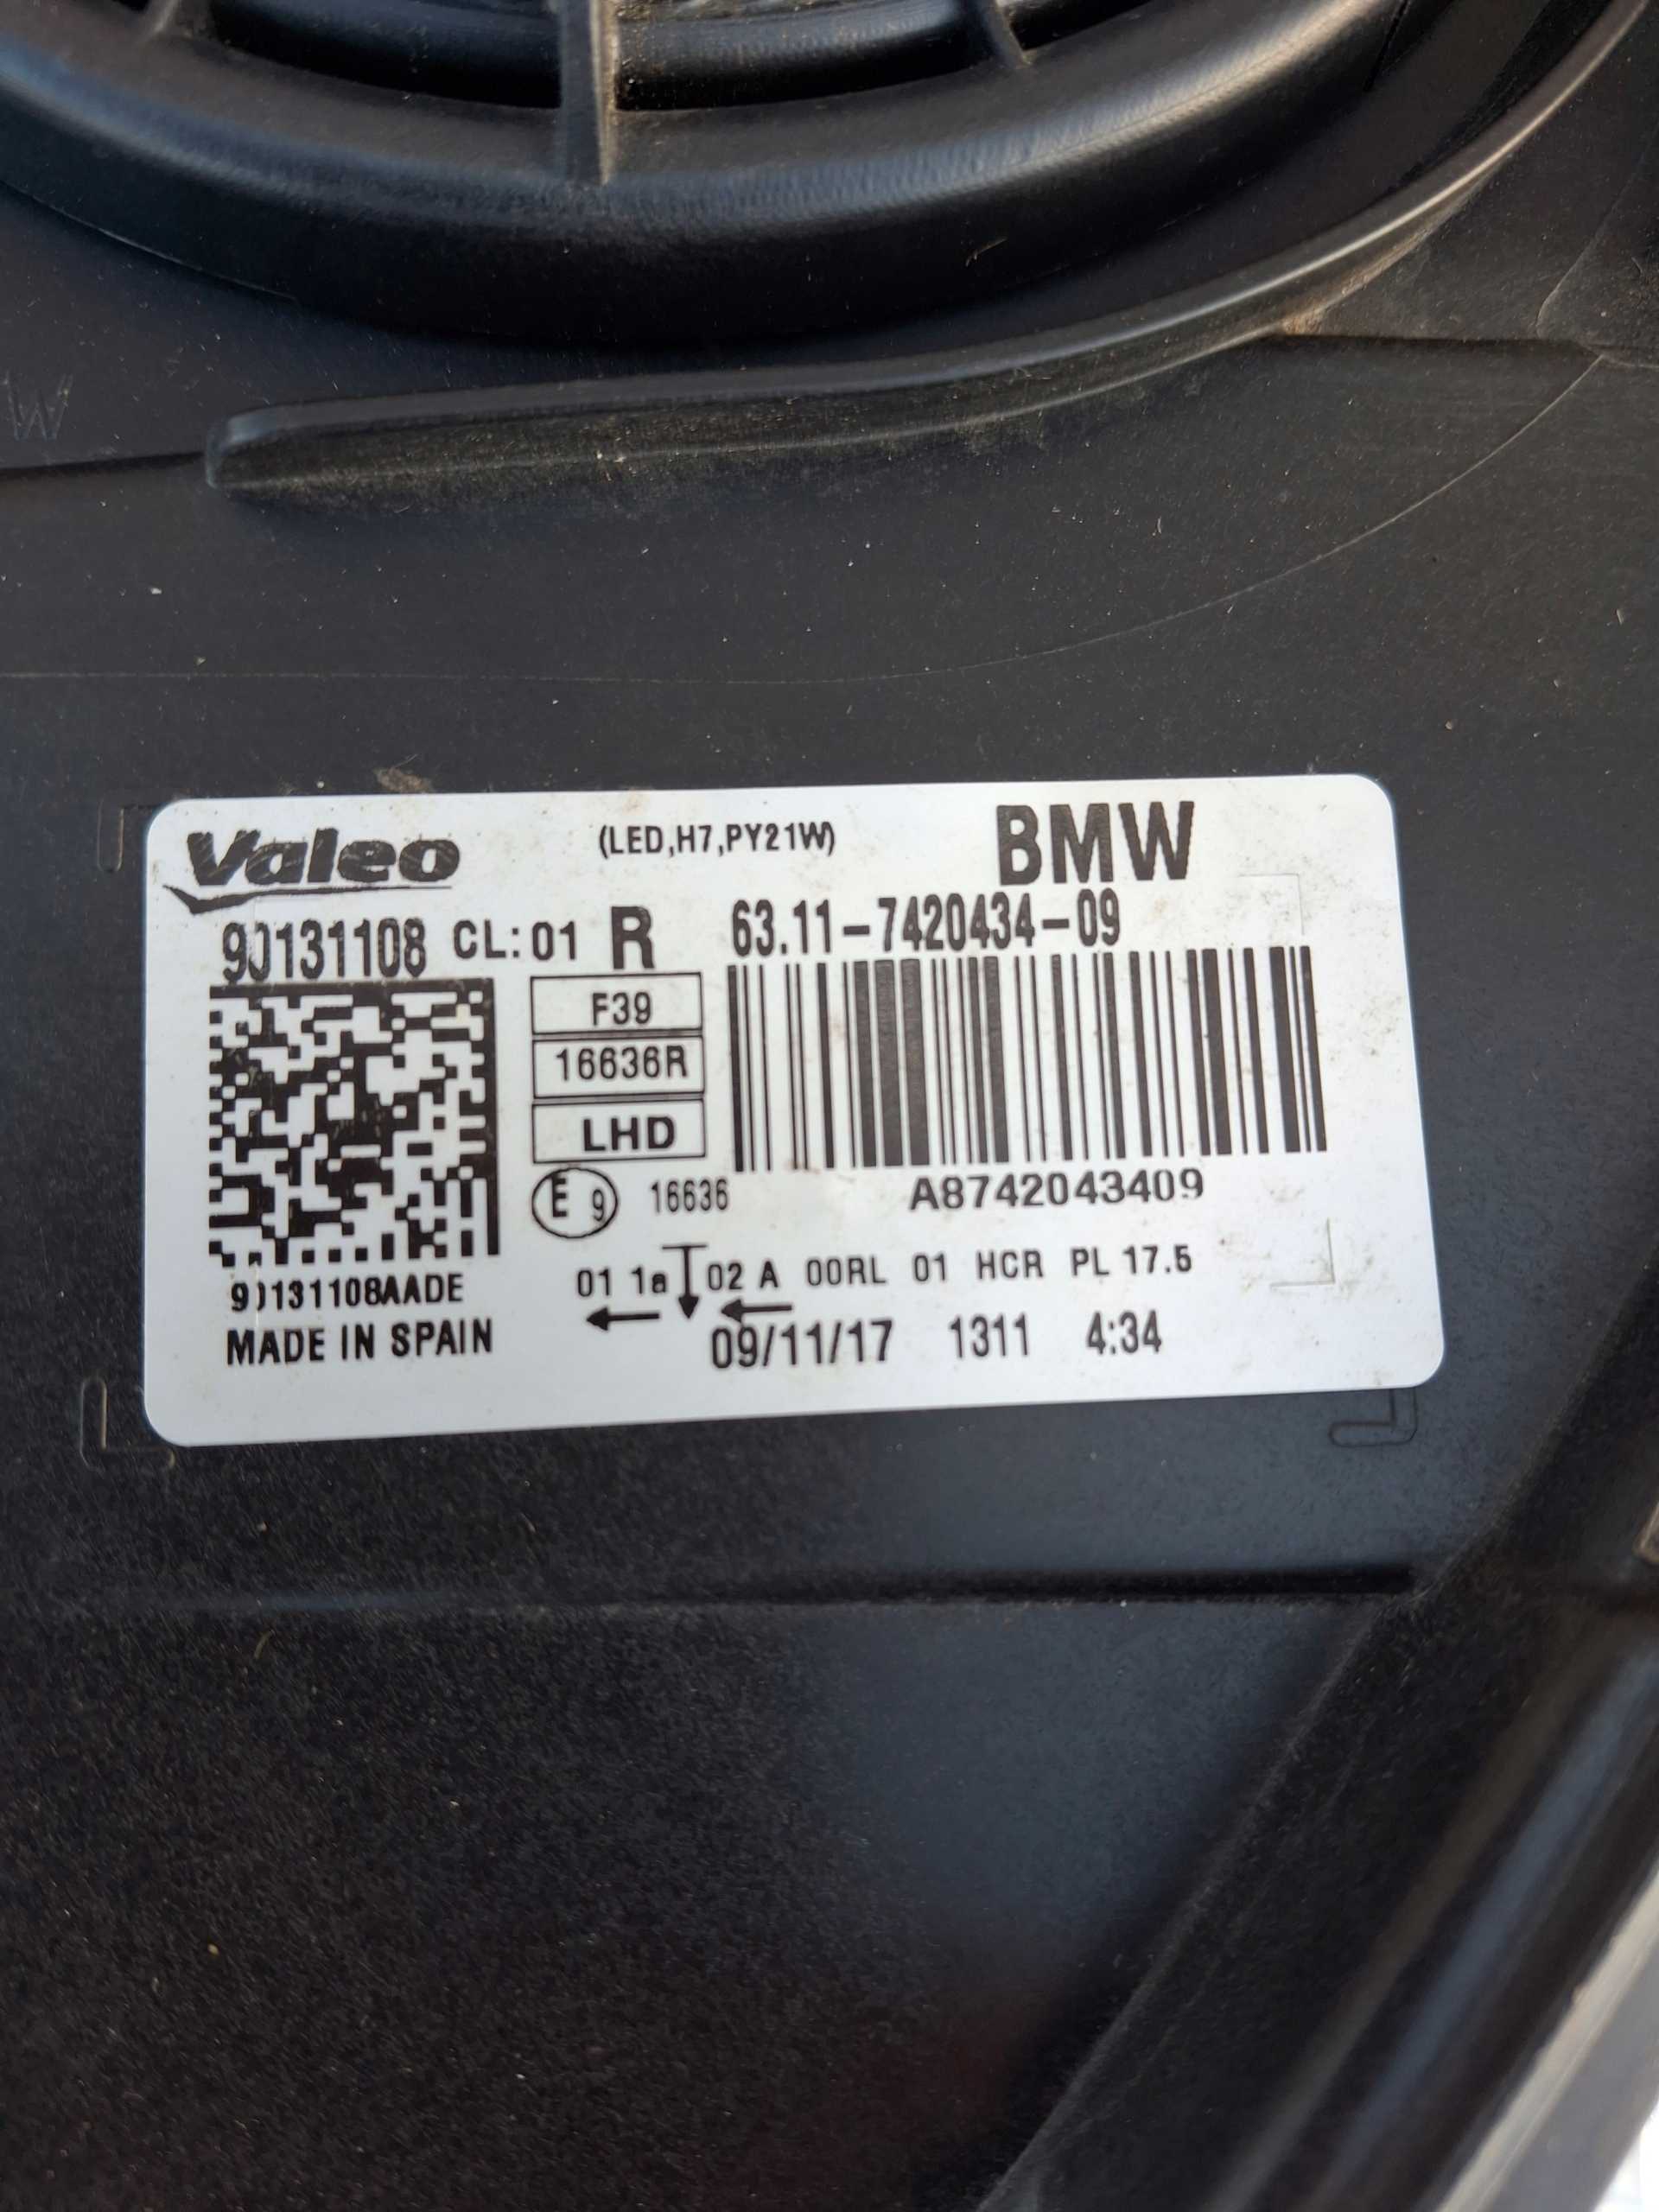 W
Valeo (LED,H7,PY21W) BMW
90131108 CL:01 R 63.11-7420434-09
F39
16636R
LHD
E 9 16636 A8742043409
01 1a 02 A 00RL 01 HCR PL 17.5
90131108AADE
MADE IN SPAIN 09/11/17 1311 4:34